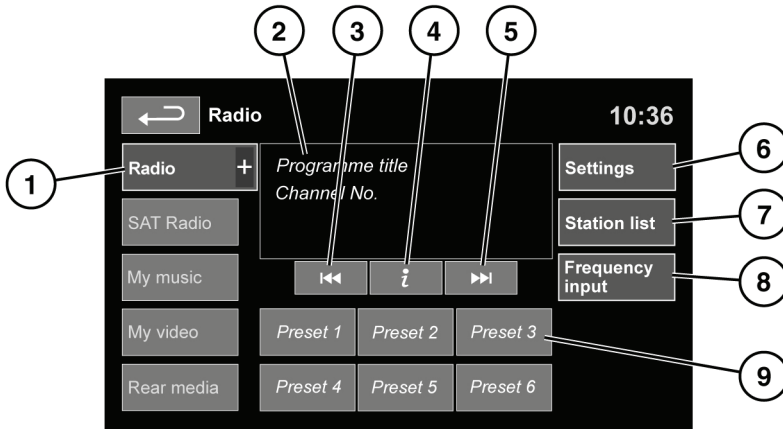 2
3
4
5
Radio
10:36
Radio +
Programme title
Settings
6
1
Channel No.
SAT Radio
Station list
7
My music
i
Frequency
input
8
My video
Preset 1
Preset 2
Preset 3
9
Rear media
Preset 4
Preset 5
Preset 6